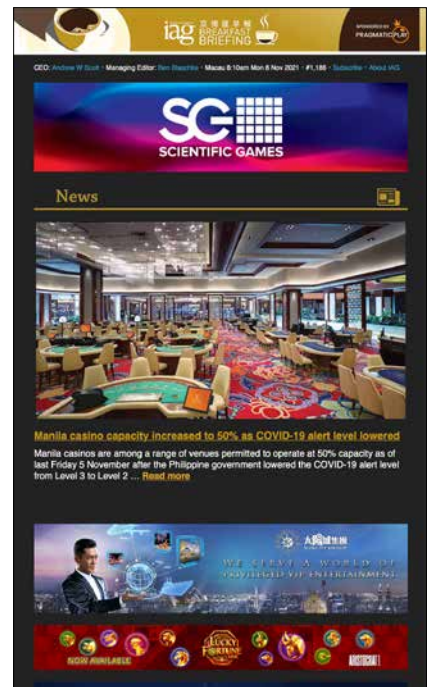 iag 亞博匯早報
BREAKFAST
BRIEFING
SPONSORED BY
PRAGMATICPLAY
CEO: Andrew W Scott • Managing Editor: Ben Blaschke • Macau 8:10am Mon 8 Nov 2021 • #1,186 • Subscribe • About IAG
SG
SCIENTIFIC GAMES
News
Manila casino capacity increased to 50% as COVID-19 alert level lowered
Manila casinos are among a range of venues permitted to operate at 50% capacity as of
last Friday 5 November after the Philippine government lowered the COVID-19 alert level
from Level 3 to Level 2 … Read more
WE SERVE A WORLD OF
PRIVILEGED VIP ENTERTAINMENT
LUCKY
FORTUNE
NOW AVAILABLE